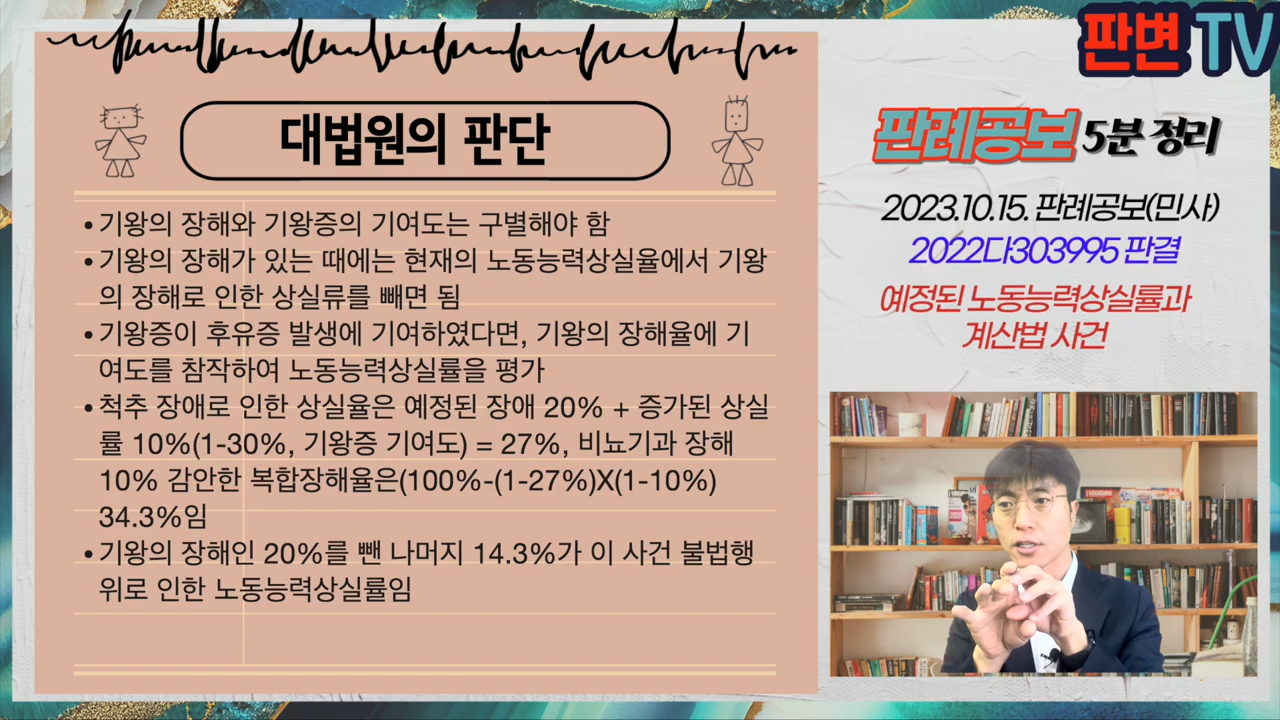 판변 TV
대법원의 판단
• 기왕의 장해와 기왕증의 기여도는 구별해야 함
• 기왕의 장해가 있는 때에는 현재의 노동능력상실율에서 기왕
의 장해로 인한 상실류를 빼면 됨
• 기왕증이 후유증 발생에 기여하였다면, 기왕의 장해율에 기
여도를 참작하여 노동능력상실률을 평가
• 척추 장애로 인한 상실율은 예정된 장애 20% + 증가된 상실
률 10%(1-30%, 기왕증 기여도) = 27%, 비뇨기과 장해
10% 감안한 복합장해율은(100%-(1-27%)X(1-10%)
34.3%임
• 기왕의 장해인 20%를 뺀 나머지 14.3%가 이 사건 불법행
위로 인한 노동능력상실률임
판례공보 5분 정리
2023.10.15. 판례공보(민사)
2022다303995 판결
예정된 노동능력상실률과
계산법 사건